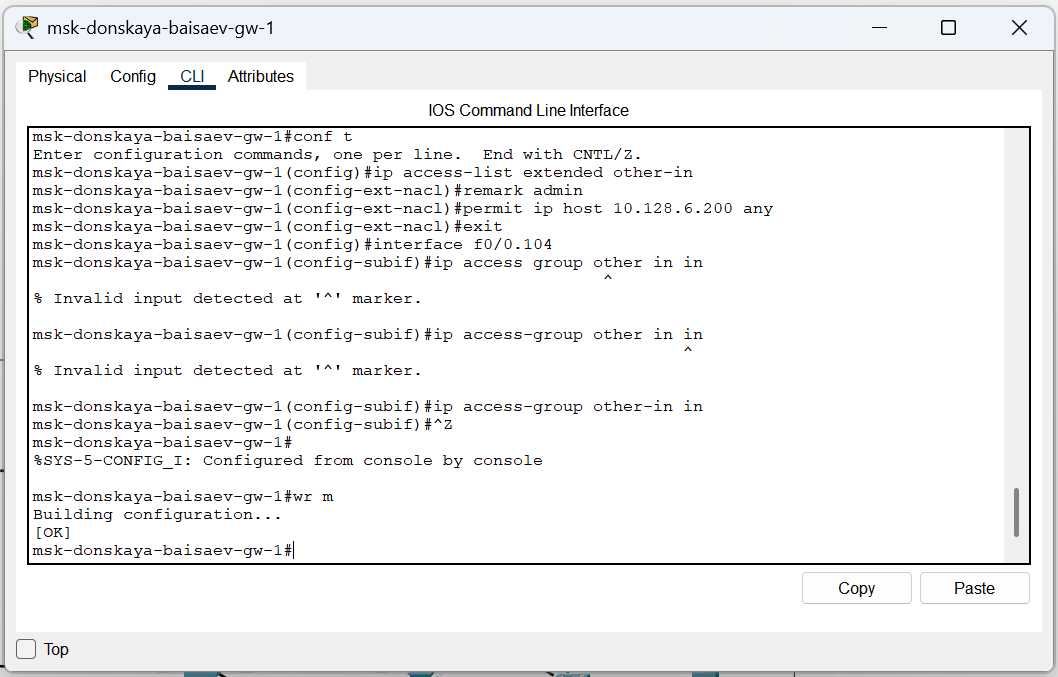 msk-donskaya-baisaev-gw-1
Physical Config CLI Attributes
IOS Command Line Interface
msk-donskaya-baisaev-gw-1#conf t
Enter configuration commands, one per line.  End with CNTL/Z.
msk-donskaya-baisaev-gw-1(config)#ip access-list extended other-in
msk-donskaya-baisaev-gw-1(config-ext-nacl)#remark admin
msk-donskaya-baisaev-gw-1(config-ext-nacl)#permit ip host 10.128.6.200 any
msk-donskaya-baisaev-gw-1(config-ext-nacl)#exit
msk-donskaya-baisaev-gw-1(config)#interface f0/0.104
msk-donskaya-baisaev-gw-1(config-subif)#ip access group other in in
^
% Invalid input detected at '^' marker.
msk-donskaya-baisaev-gw-1(config-subif)#ip access-group other in in
^
% Invalid input detected at '^' marker.
msk-donskaya-baisaev-gw-1(config-subif)#ip access-group other-in in
msk-donskaya-baisaev-gw-1(config-subif)#^Z
msk-donskaya-baisaev-gw-1#
%SYS-5-CONFIG_I: Configured from console by console
msk-donskaya-baisaev-gw-1#wr m
Building configuration...
[OK]
msk-donskaya-baisaev-gw-1#
Copy Paste
Top